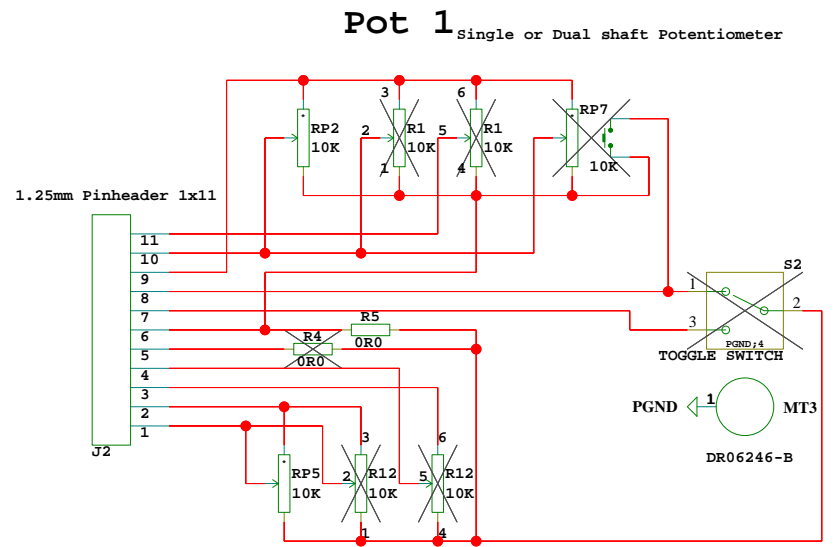 Pot 1 Single or Dual shaft Potentiometer
3
6
RP7
RP2
10K
2
R1
10K
1
5
R1
10K
4
10K
1.25mm Pinheader 1x11
11
10
9
8
7
6
5
4
3
2
1
J2
S2
1
2
3
PGND;4
TOGGLE SWITCH
R5
0R0
R4
0R0
PGND
1
MT3
DR06246-B
3
6
RP5
10K
2
R12
10K
1
5
R12
10K
4